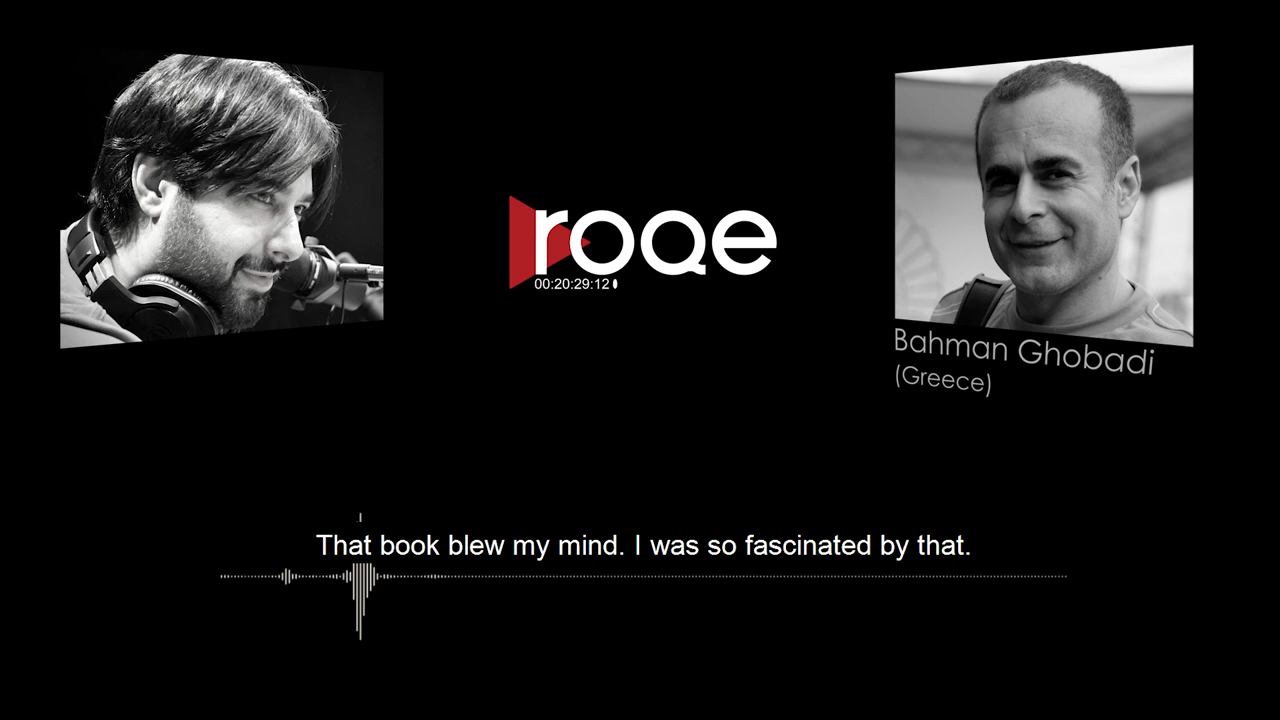 roqe
00:20:29:12
Bahman Ghobadi
(Greece)
That book blew my mind. I was so fascinated by that.